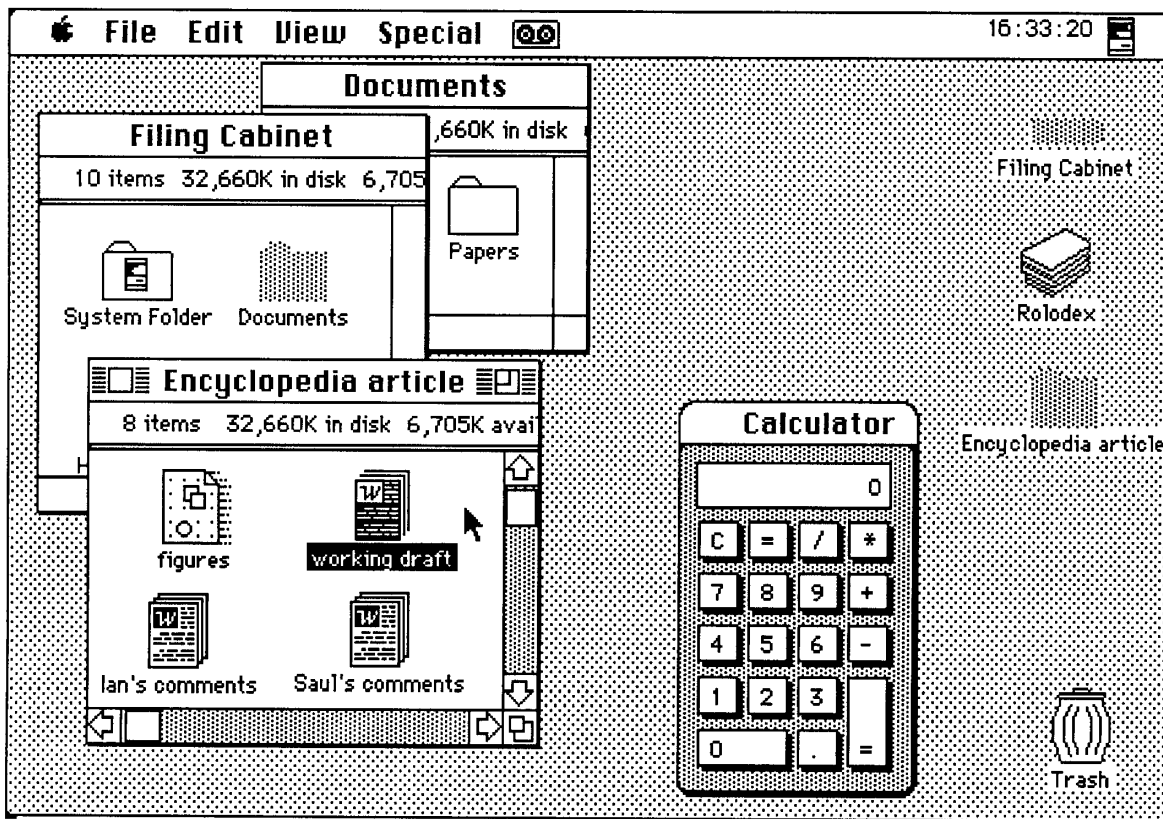 File Edit View Special
16:33:20
Documents
,660K in disk
Papers
Filing Cabinet
10 items 32,660K in disk 6,705
System Folder Documents
Encyclopedia article
8 items 32,660K in disk 6,705K avai
figures
working draft
Ian's comments
Saul's comments
Calculator
0
C = / *
7 8 9 +
4 5 6 -
1 2 3
0 . =
Filing Cabinet
Rolodex
Encyclopedia article
Trash